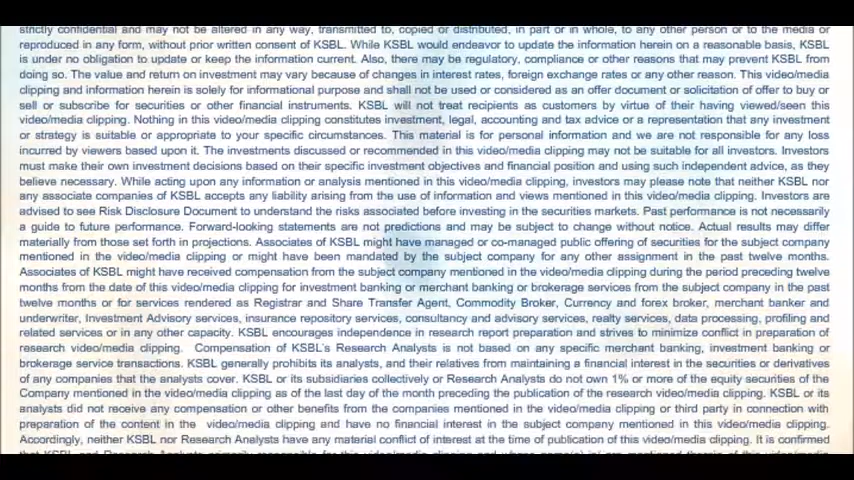 strictly confidential and may not be altered in any way, transmitted to, copied or distributed, in part or in whole, to any other person or to the media or
reproduced in any form, without prior written consent of KSBL. While KSBL would endeavor to update the information herein on a reasonable basis, KSBL
is under no obligation to update or keep the information current. Also, there may be regulatory, compliance or other reasons that may prevent KSBL from
doing so. The value and return on investment may vary because of changes in interest rates, foreign exchange rates or any other reason. This video/media
clipping and information herein is solely for informational purpose and shall not be used or considered as an offer document or solicitation of offer to buy or
sell or subscribe for securities or other financial instruments. KSBL will not treat recipients as customers by virtue of their having viewed/seen this
video/media clipping. Nothing in this video/media clipping constitutes investment, legal, accounting and tax advice or a representation that any investment
or strategy is suitable or appropriate to your specific circumstances. This material is for personal information and we are not responsible for any loss
incurred by viewers based upon it. The investments discussed or recommended in this video/media clipping may not be suitable for all investors. Investors
must make their own investment decisions based on their specific investment objectives and financial position and using such independent advice, as they
believe necessary. While acting upon any information or analysis mentioned in this video/media clipping, investors may please note that neither KSBL nor
any associate companies of KSBL accepts any liability arising from the use of information and views mentioned in this video/media clipping. Investors are
advised to see Risk Disclosure Document to understand the risks associated before investing in the securities markets. Past performance is not necessarily
a guide to future performance. Forward-looking statements are not predictions and may be subject to change without notice. Actual results may differ
materially from those set forth in projections. Associates of KSBL might have managed or co-managed public offering of securities for the subject company
mentioned in the video/media clipping or might have been mandated by the subject company for any other assignment in the past twelve months.
Associates of KSBL might have received compensation from the subject company mentioned in the video/media clipping during the period preceding twelve
months from the date of this video/media clipping for investment banking or merchant banking or brokerage services from the subject company in the past
twelve months or for services rendered as Registrar and Share Transfer Agent, Commodity Broker, Currency and forex broker, merchant banker and
underwriter, Investment Advisory services, insurance repository services, consultancy and advisory services, realty services, data processing, profiling and
related services or in any other capacity. KSBL encourages independence in research report preparation and strives to minimize conflict in preparation of
research video/media clipping. Compensation of KSBL's Research Analysts is not based on any specific merchant banking, investment banking or
brokerage service transactions. KSBL generally prohibits its analysts, and their relatives from maintaining a financial interest in the securities or derivatives
of any companies that the analysts cover. KSBL or its subsidiaries collectively or Research Analysts do not own 1% or more of the equity securities of the
Company mentioned in the video/media clipping as of the last day of the month preceding the publication of the research video/media clipping. KSBL or its
analysts did not receive any compensation or other benefits from the companies mentioned in the video/media clipping or third party in connection with
preparation of the content in the video/media clipping and have no financial interest in the subject company mentioned in this video/media clipping.
Accordingly, neither KSBL nor Research Analysts have any material conflict of interest at the time of publication of this video/media clipping. It is confirmed